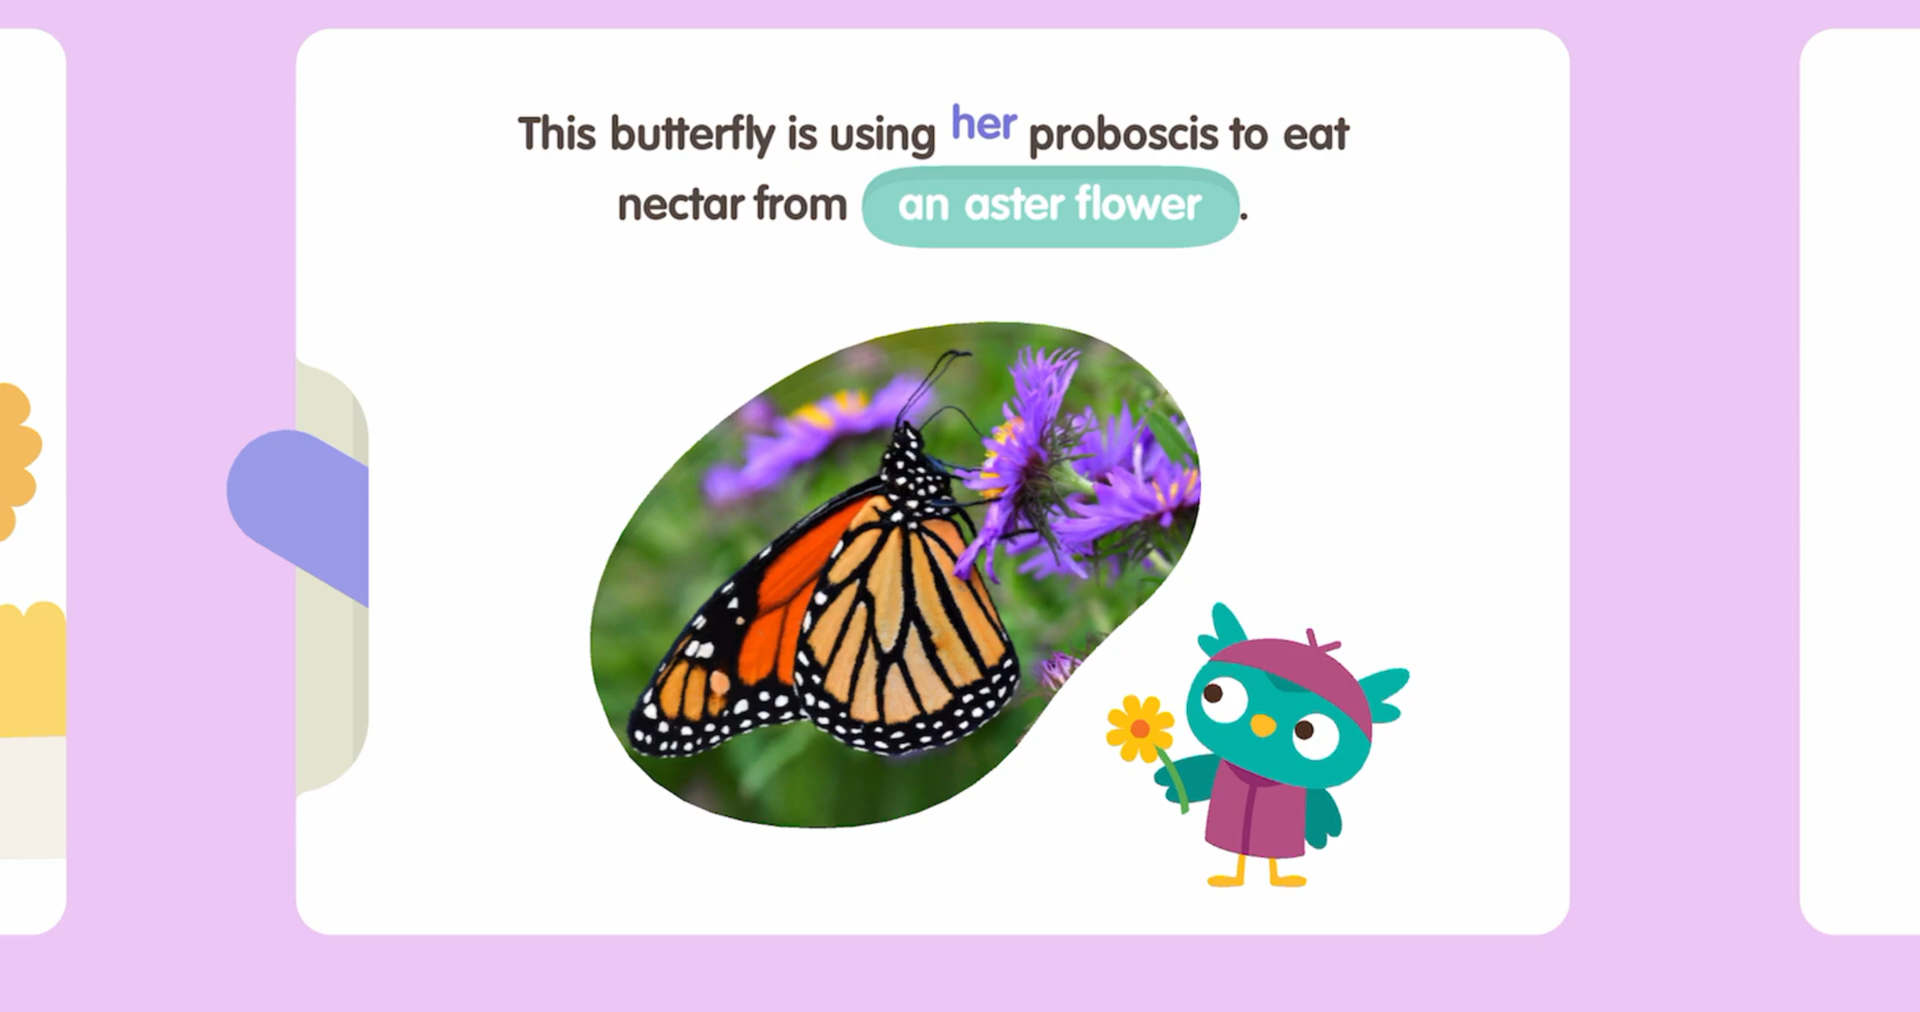 This butterfly is using her proboscis to eat
nectar from an aster flower.